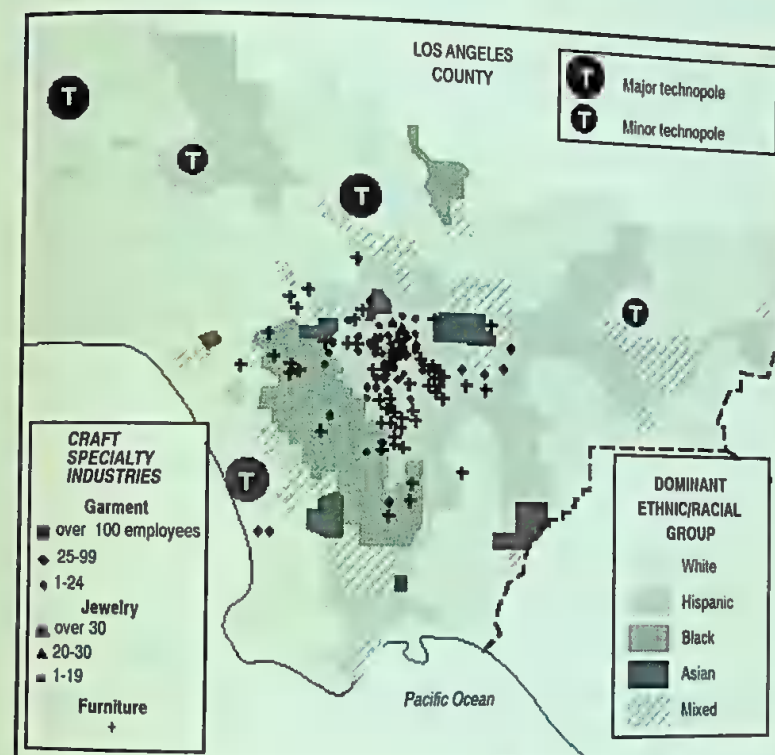 LOS ANGELES
COUNTY
T Major technopole
T Minor technopole
T
T
T
T
T
CRAFT
SPECIALTY
INDUSTRIES
Garment
over 100 employees
25-99
1-24
Jewelry
over 30
20-30
1-19
Furniture
Pacific Ocean
DOMINANT
ETHNIC/RACIAL
GROUP
White
Hispanic
Black
Asian
Mixed